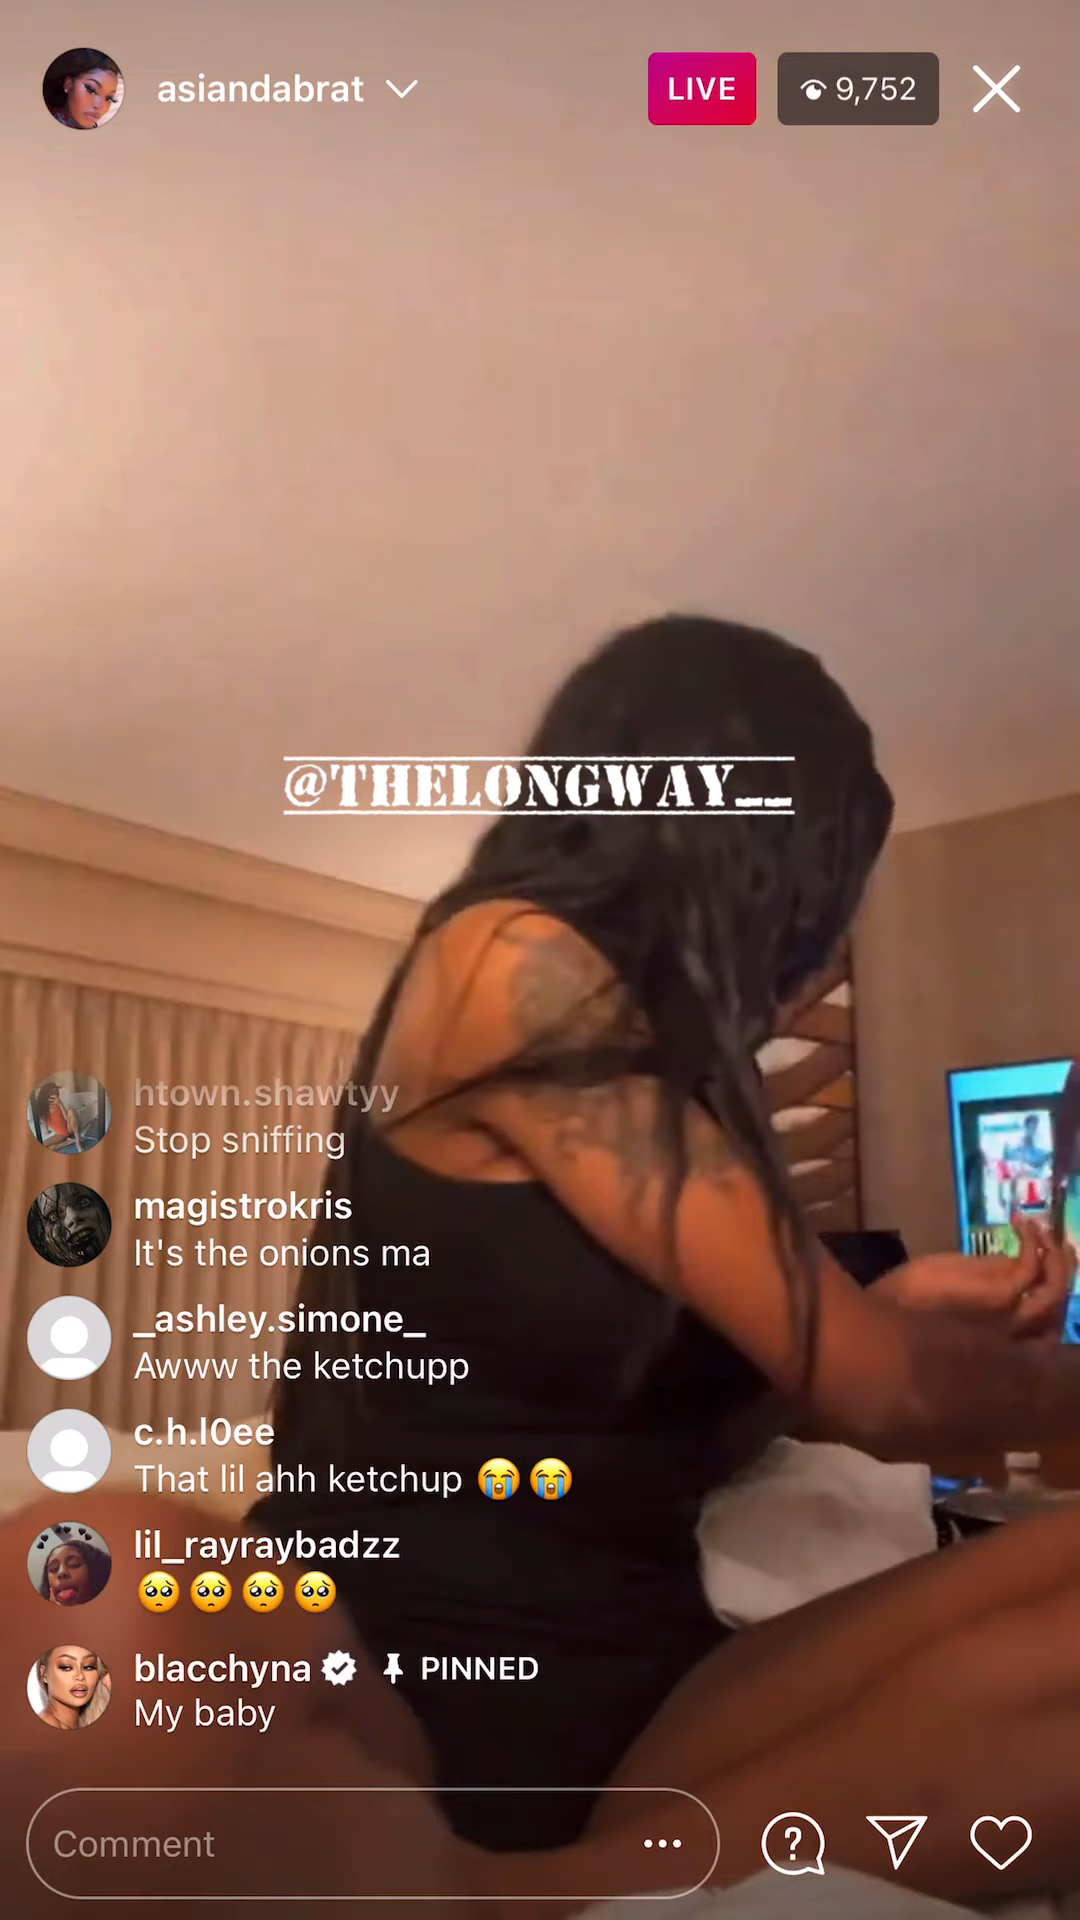 asiandabrat
LIVE
9,752
@THELONGWAY__
htown.shawtyy
Stop sniffing
magistrokris
It's the onions ma
_ashley.simone_
Awww the ketchupp
c.h.l0ee
That lil ahh ketchup 😭😭
lil_rayraybadzz
🥺🥺🥺🥺
blacchyna PINNED
My baby
Comment